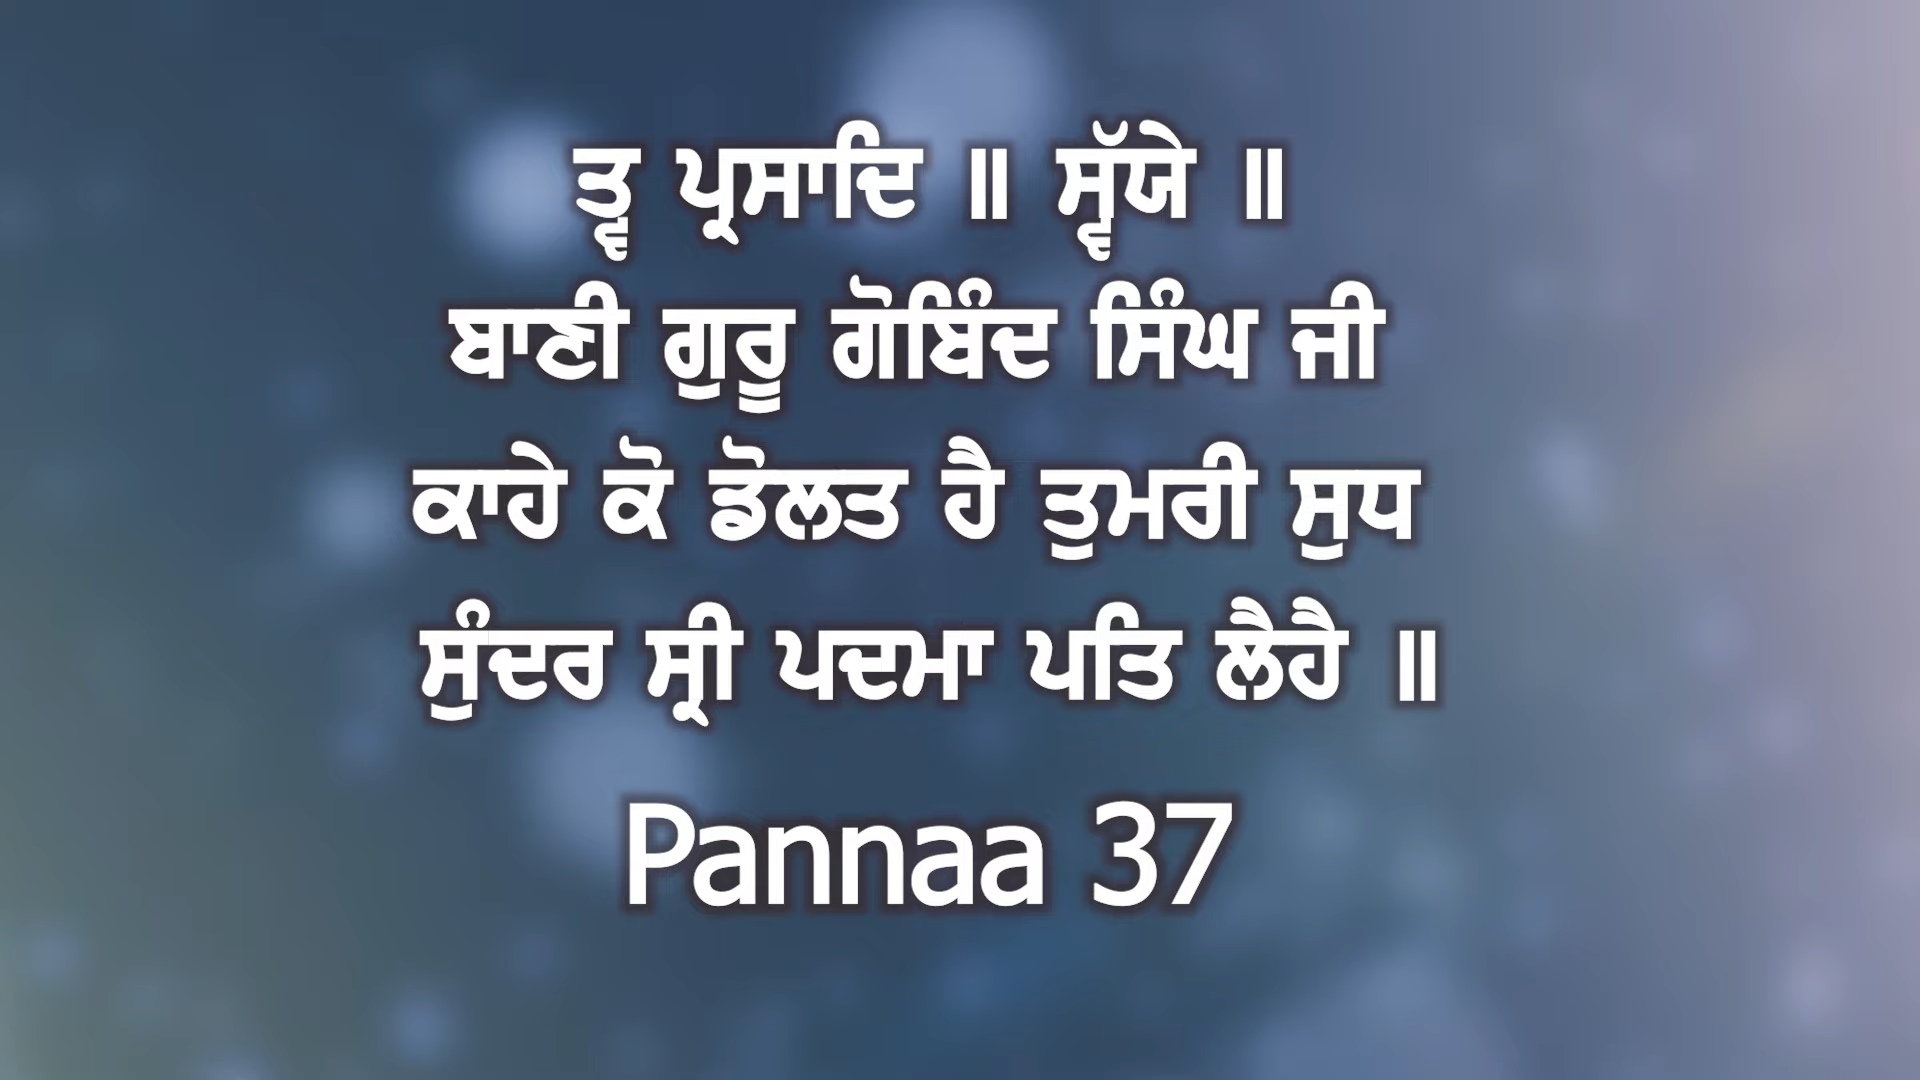 ਤ੍ਵ ਪ੍ਰਸਾਦਿ ॥ ਸ੍ਵੱਯੇ ॥
ਬਾਣੀ ਗੁਰੂ ਗੋਬਿੰਦ ਸਿੰਘ ਜੀ
ਕਾਹੇ ਕੋ ਡੋਲਤ ਹੈ ਤੁਮਰੀ ਸੁਧ
ਸੁੰਦਰ ਸ੍ਰੀ ਪਦਮਾ ਪਤਿ ਲੈਹੈ ॥
Pannaa 37